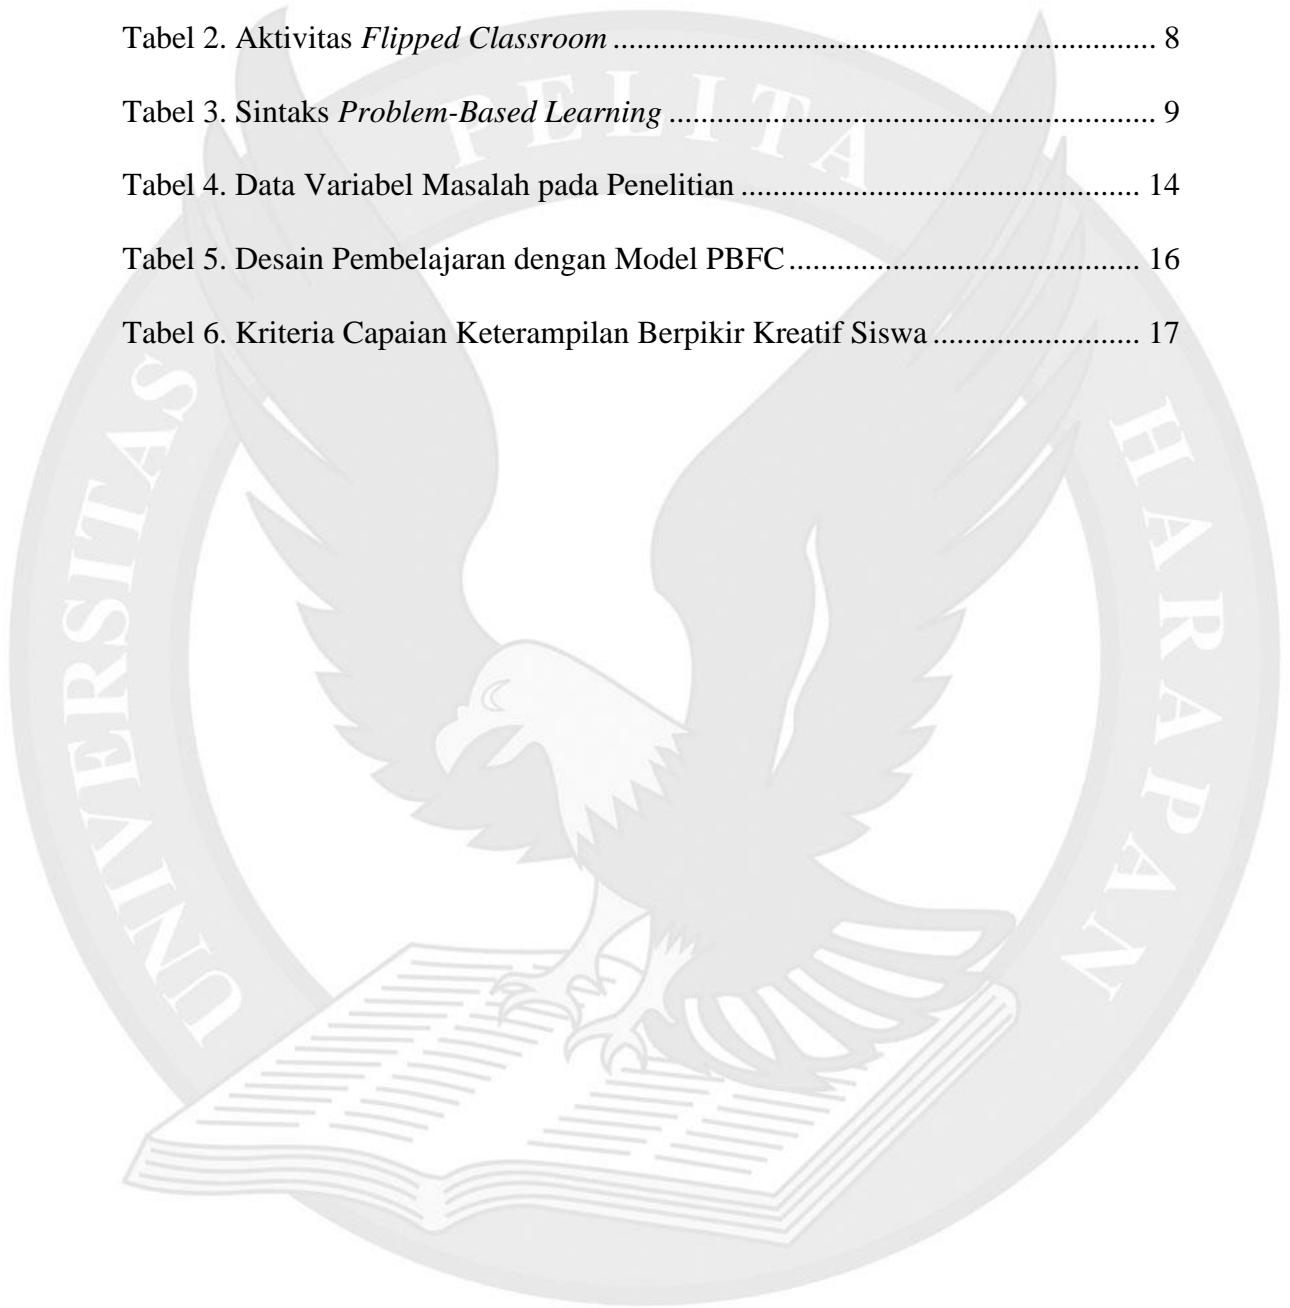 Tabel 2. Aktivitas Flipped Classroom .................................................................... 8
Tabel 3. Sintaks Problem-Based Learning ............................................................. 9
Tabel 4. Data Variabel Masalah pada Penelitian .................................................. 14
Tabel 5. Desain Pembelajaran dengan Model PBFC ............................................ 16
Tabel 6. Kriteria Capaian Keterampilan Berpikir Kreatif Siswa .......................... 17
UNIVERSITAS PELITA HARAPAN